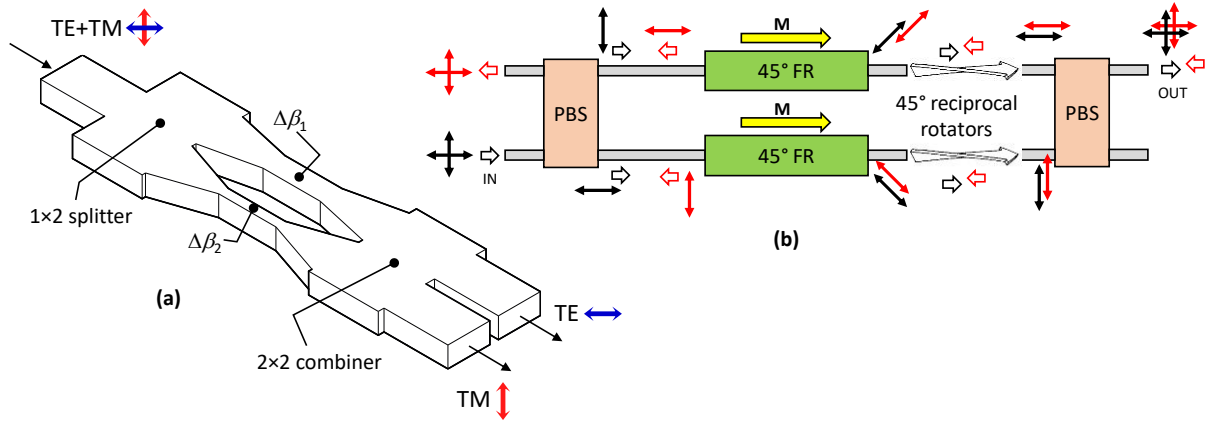 TE+TM
Δβ₁
1×2 splitter
Δβ₂
(a)
2×2 combiner
TE
TM
M
45° FR
PBS
IN
M
45° FR
45° reciprocal
rotators
PBS
OUT
(b)